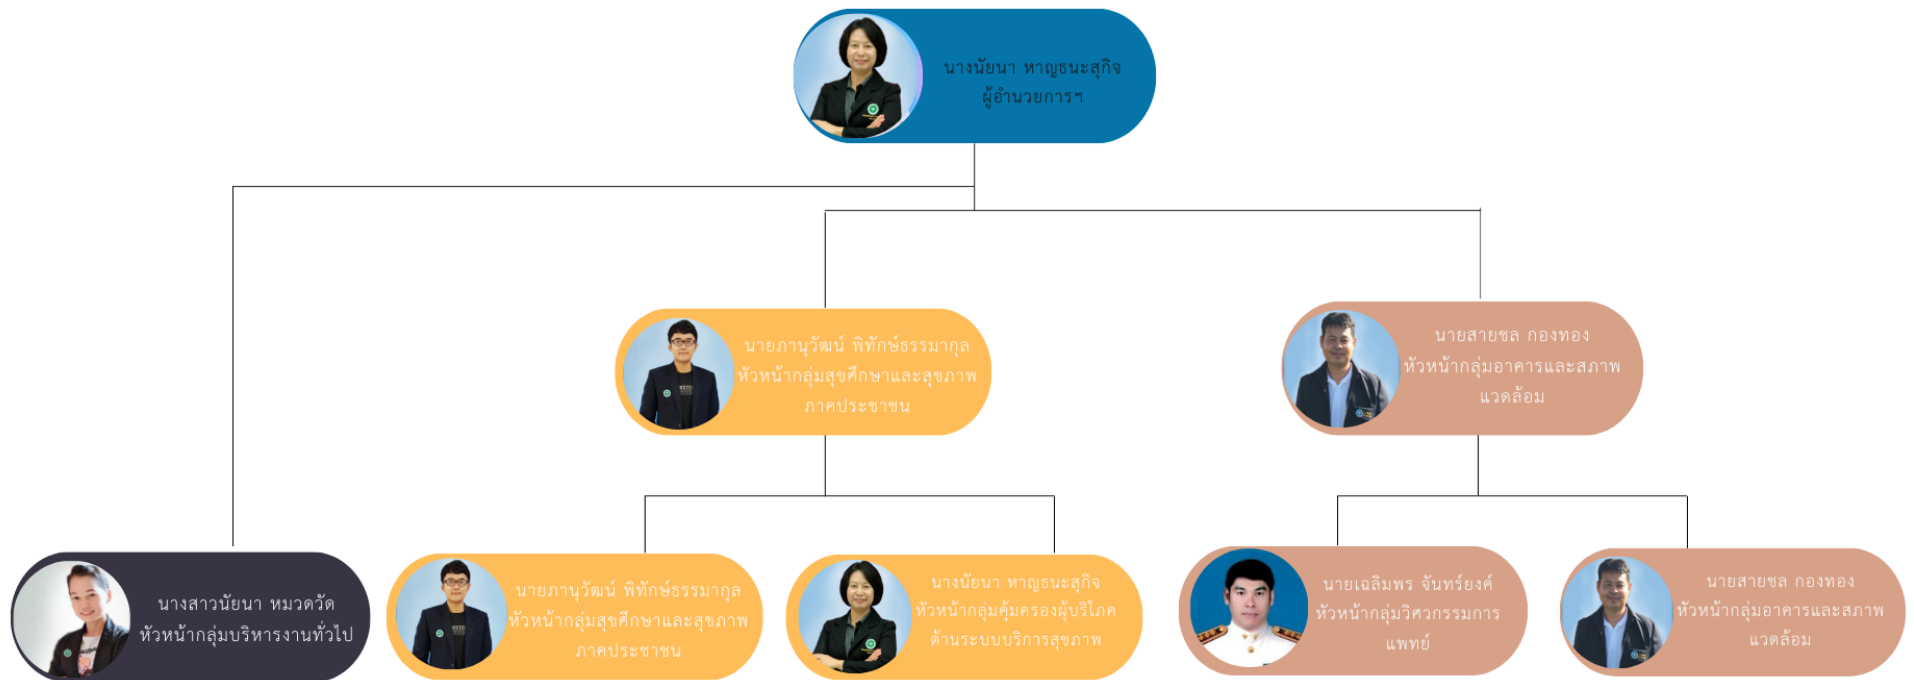 นางนัยนา หาญธนะสุกิจ
ผู้อำนวยการฯ
นายภานุวัฒน์ พิทักษ์ธรรมากุล
หัวหน้ากลุ่มสุขศึกษาและสุขภาพ
ภาคประชาชน
นายสายชล กองทอง
หัวหน้ากลุ่มอาคารและสภาพ
แวดล้อม
นางสาวนัยนา หมวดวัด
หัวหน้ากลุ่มบริหารงานทั่วไป
นายภานุวัฒน์ พิทักษ์ธรรมากุล
หัวหน้ากลุ่มสุขศึกษาและสุขภาพ
ภาคประชาชน
นางนัยนา หาญธนะสุกิจ
หัวหน้ากลุ่มคุ้มครองผู้บริโภค
ด้านระบบบริการสุขภาพ
นายเฉลิมพร จันทร์ยงค์
หัวหน้ากลุ่มวิศวกรรมการ
แพทย์
นายสายชล กองทอง
หัวหน้ากลุ่มอาคารและสภาพ
แวดล้อม